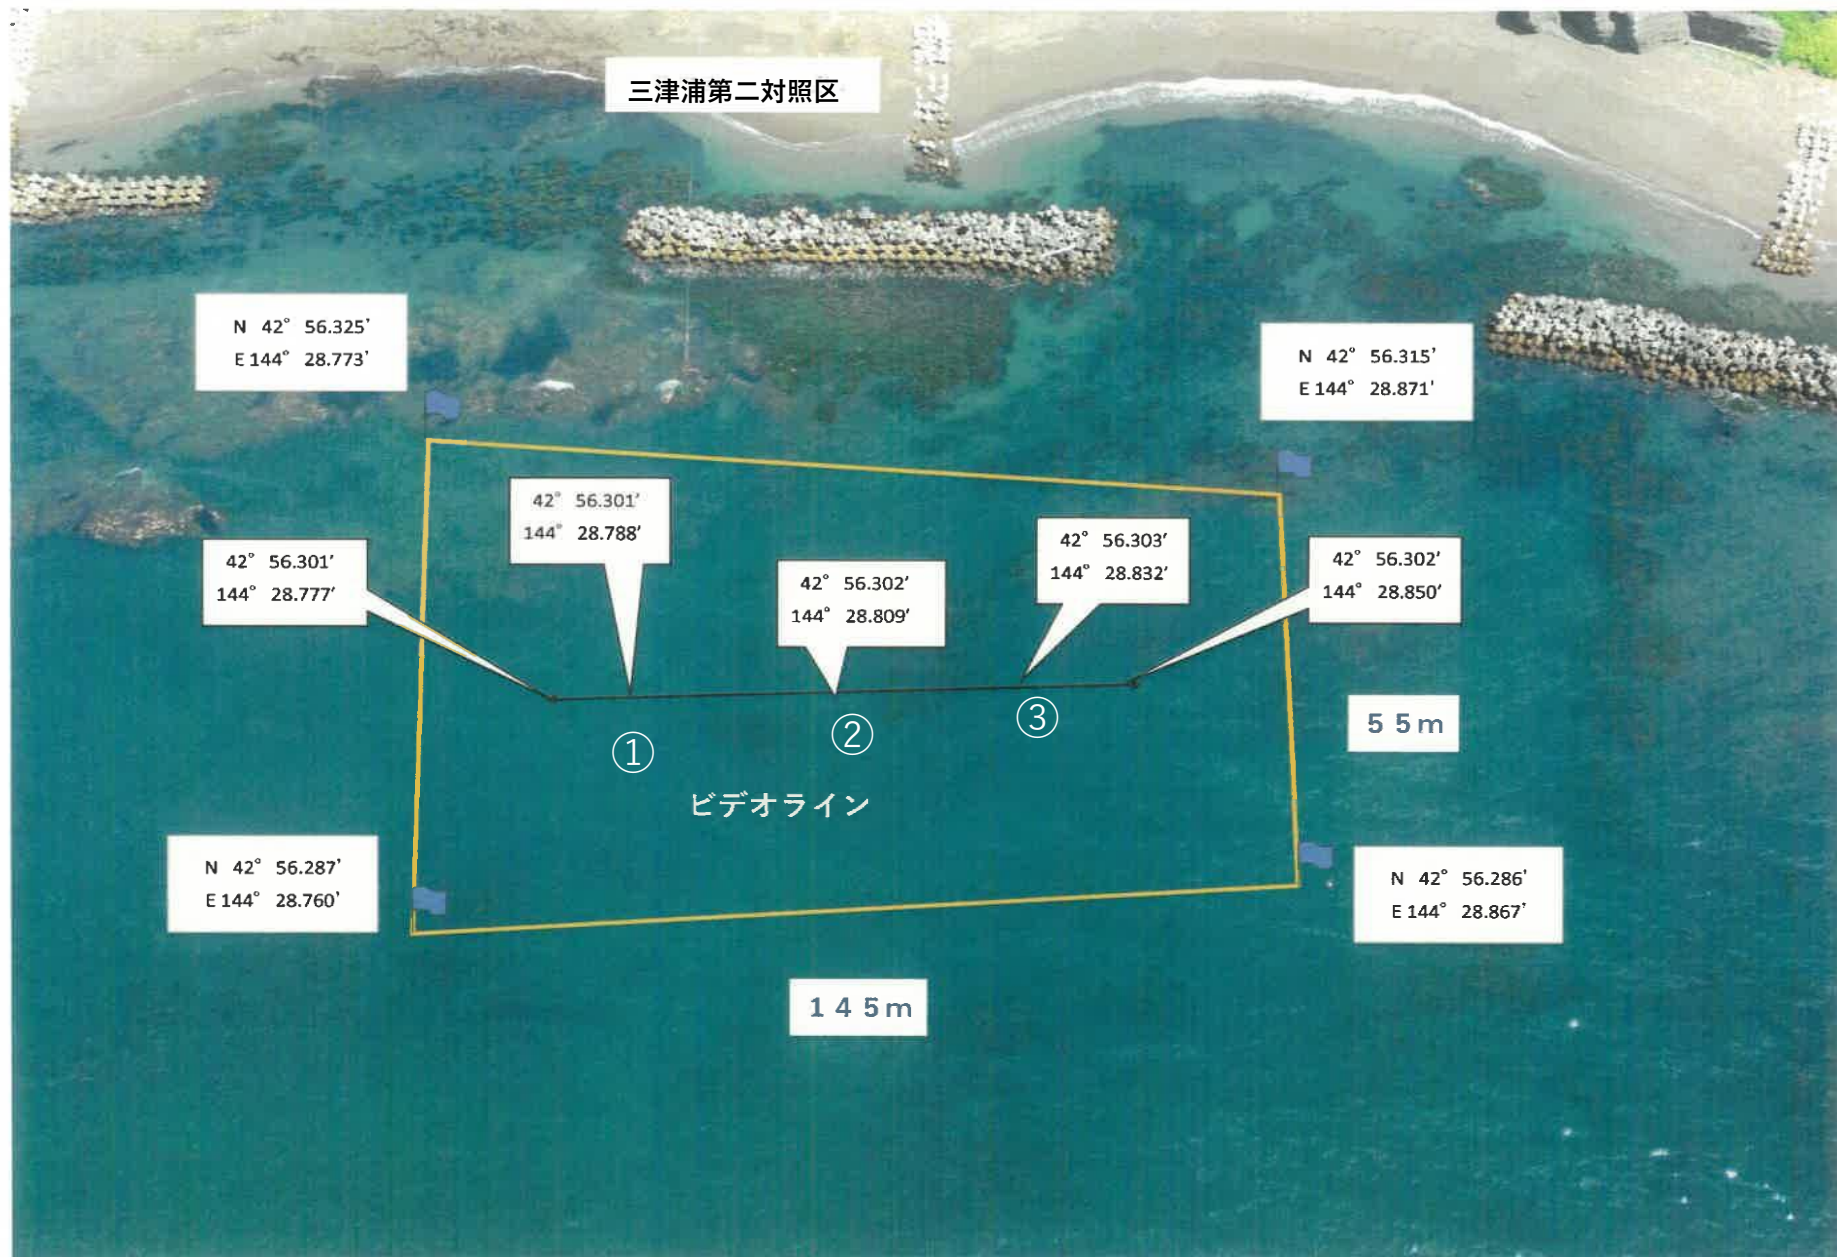 三津浦第二対照区
N 42° 56.325'
E 144° 28.773'
N 42° 56.315'
E 144° 28.871'
42° 56.301'
144° 28.788'
42° 56.303'
144° 28.832'
42° 56.301'
144° 28.777'
42° 56.302'
144° 28.809'
42° 56.302'
144° 28.850'
① ② ③
55m
ビデオライン
N 42° 56.287'
E 144° 28.760'
N 42° 56.286'
E 144° 28.867'
145m